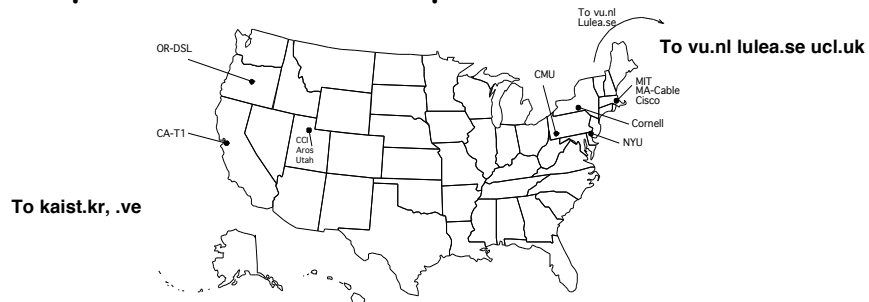 To vu.nl
Lulea.se
To vu.nl lulea.se ucl.uk
OR-DSL
CMU
MIT
MA-Cable
Cisco
Cornell
CA-T1
CCI
Aros
Utah
NYU
To kaist.kr, .ve